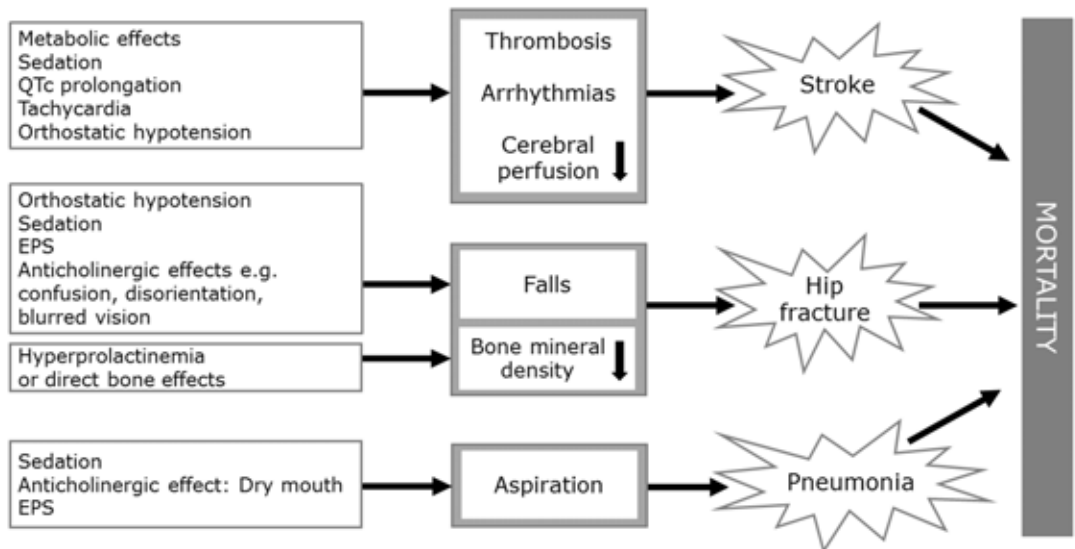 Metabolic effects
Sedation
QTc prolongation
Tachycardia
Orthostatic hypotension
Thrombosis
Arrhythmias
Cerebral
perfusion
Stroke
Orthostatic hypotension
Sedation
EPS
Anticholinergic effects e.g.
confusion, disorientation,
blurred vision
Hyperprolactinemia
or direct bone effects
Falls
Bone mineral
density
Hip
fracture
Sedation
Anticholinergic effect: Dry mouth
EPS
Aspiration
Pneumonia
MORTALITY